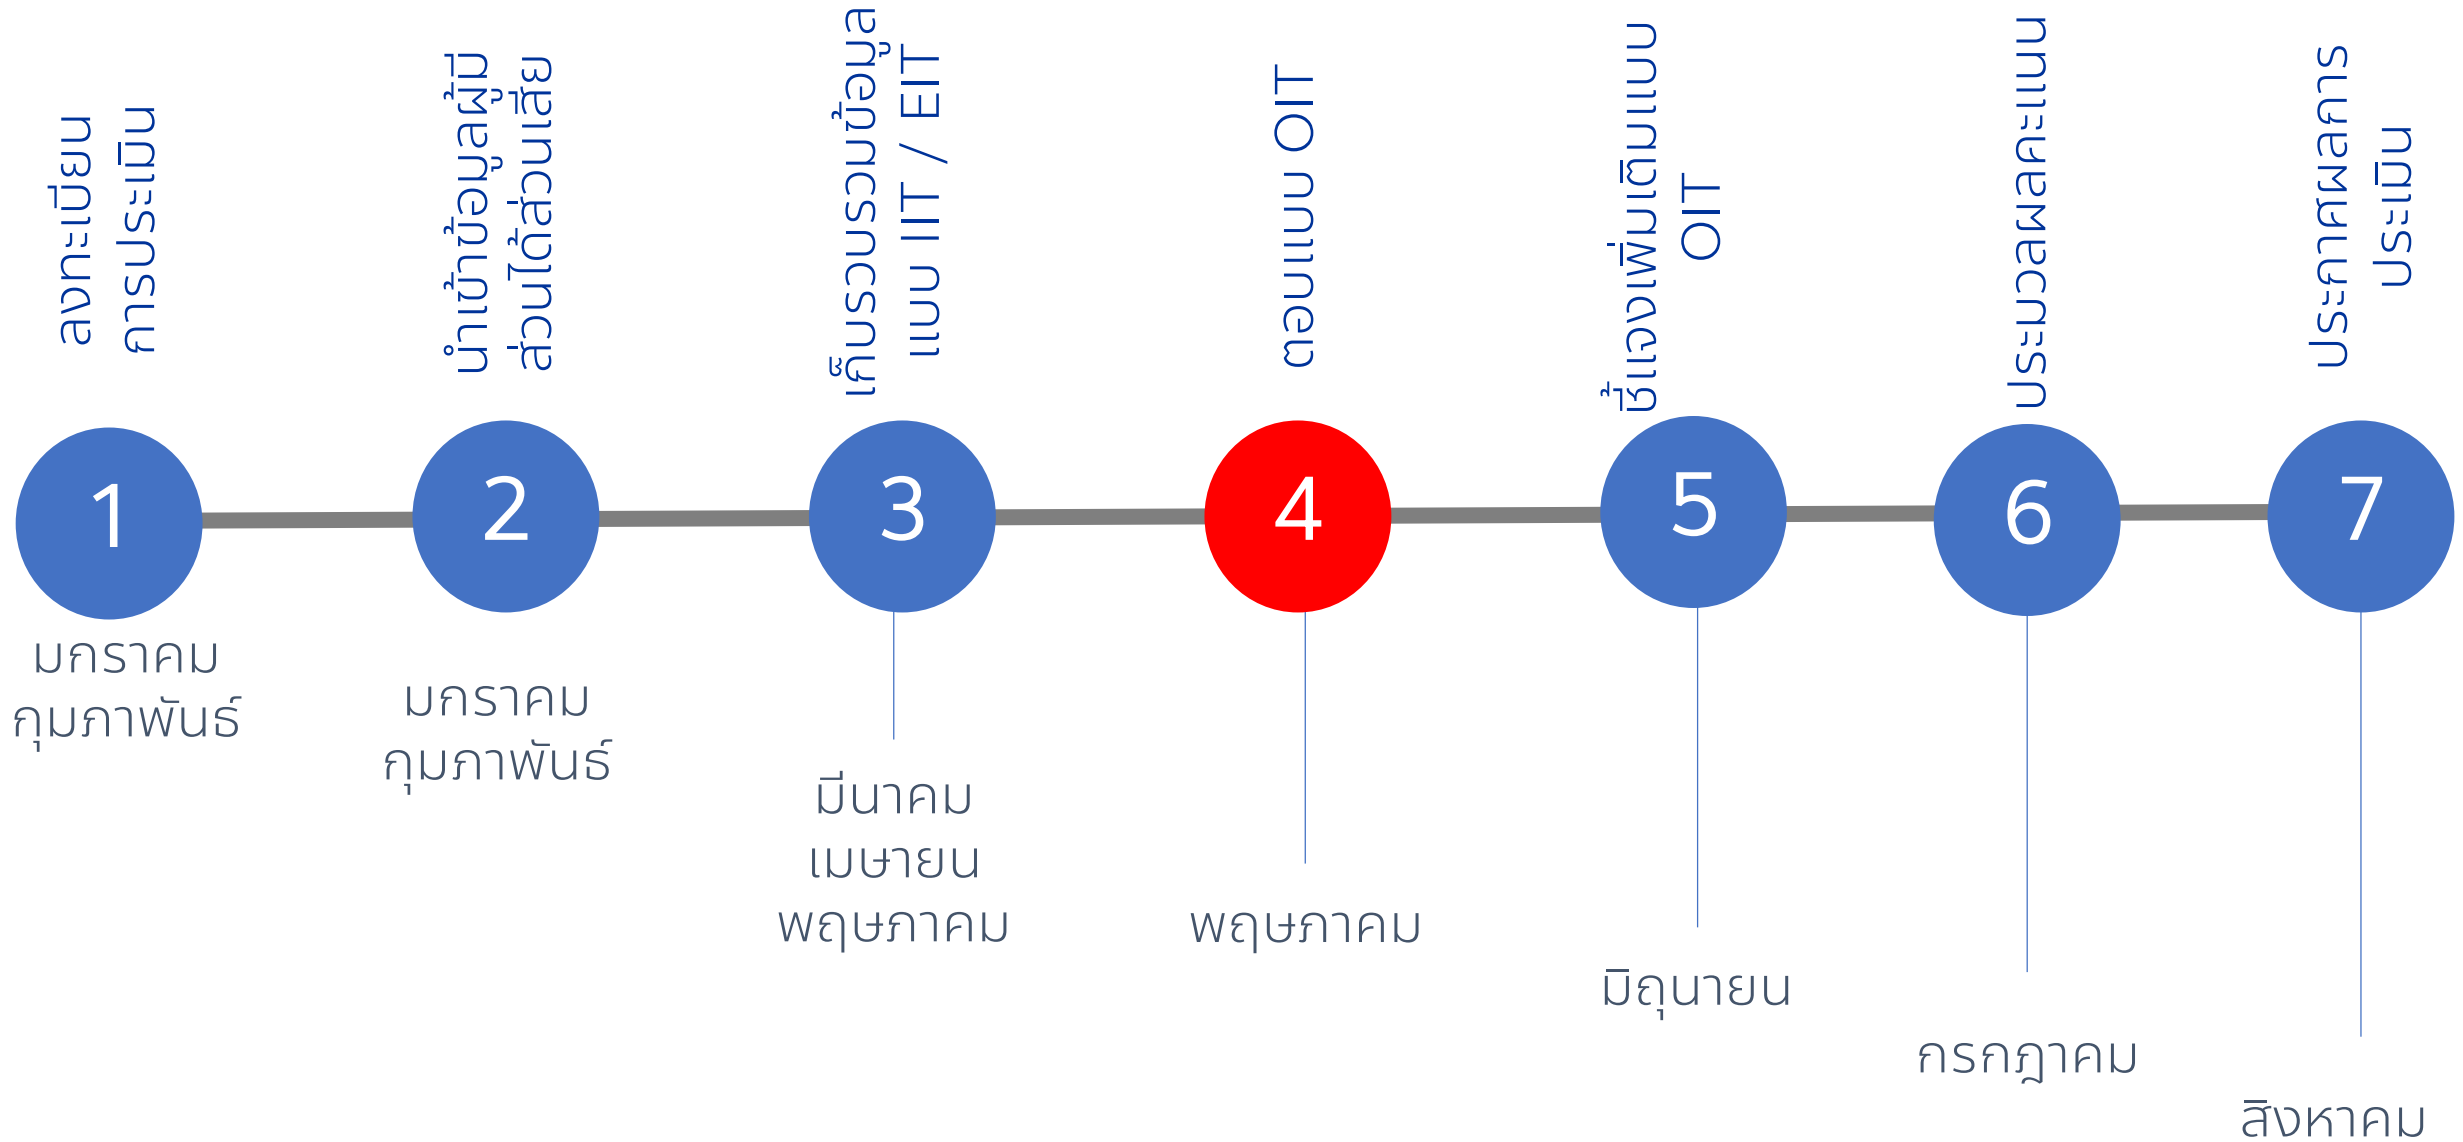 ลงทะเบียน
การประเมิน
นำเข้าข้อมูลผู้มี
ส่วนได้ส่วนเสีย
เก็บรวบรวมข้อมูล
แบบ IIT / EIT
ตอบแบบ OIT
ชี้แจงเพิ่มเติมแบบ
OIT
ประมวลผลคะแนน
ประกาศผลการ
ประเมิน
1
2
3
4
5
6
7
มกราคม
กุมภาพันธ์
มกราคม
กุมภาพันธ์
มีนาคม
เมษายน
พฤษภาคม
พฤษภาคม
มิถุนายน
กรกฎาคม
สิงหาคม